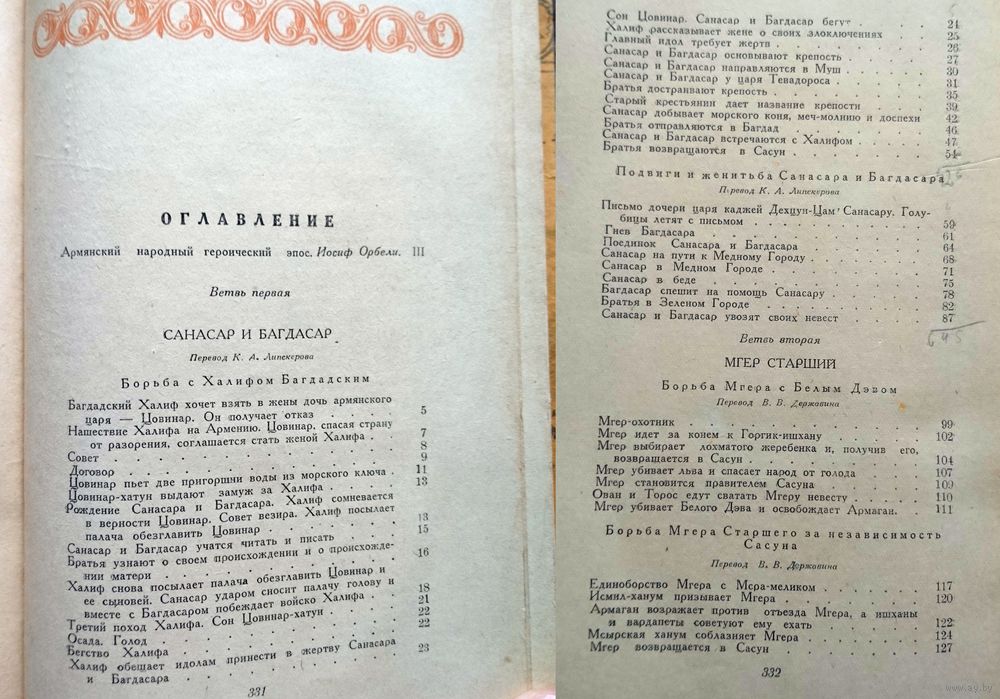 ОГЛАВЛЕНИЕ
Армянский народный героический эпос. Иосиф Орбели. III
Ветвь первая
САНАСАР И БАГДАСАР
Перевод К. А. Липскерова
Борьба с Халифом Багдадским
Багдадский Халиф хочет взять в жены дочь армянского
царя — Цовинар. Он получает отказ . . . . . 5
Нашествие Халифа на Армению. Цовинар, спасая страну
от разорения, соглашается стать женой Халифа . 7
Совет . . . . . 8
Договор . . . . . 9
Цовинар пьет две пригоршни воды из морского ключа . 11
Цовинар-хатун выдают замуж за Халифа . . . . 13
Рождение Санасара и Багдасара. Халиф сомневается
в верности Цовинар. Совет везира. Халиф посылает
палача обезглавить Цовинар . . . . . 13
Санасар и Багдасар учатся читать и писать . . . . 15
Братья узнают о своем происхождении и о происхожде-
нии матери . . . . . 16
Халиф снова посылает палача обезглавить Цовинар и
ее сыновей. Санасар ударом сносит палачу голову и
вместе с Багдасаром побеждает войско Халифа . . 18
Третий поход Халифа. Сон Цовинар-хатун . . . . 21
Осада. Голод . . . . . 22
Бегство Халифа . . . . . 22
Халиф обещает идолам принести в жертву Санасара
и Багдасара . . . . . 23
331
Сон Цовинар. Санасар и Багдасар бегут . . . . 24
Халиф рассказывает жене о своих злоключениях . . 25
Главный идол требует жертв . . . . . 26
Санасар и Багдасар основывают крепость . . . . 27
Санасар и Багдасар направляются в Муш . . . . 30
Санасар и Багдасар у царя Тевадороса . . . . 31
Братья достраивают крепость . . . . . 35
Старый крестьянин дает название крепости . . . 39
Санасар добывает морского коня, меч-молнию и доспехи 42
Братья отправляются в Багдад . . . . . 46
Санасар и Багдасар встречаются с Халифом . . . . 47
Братья возвращаются в Сасун . . . . . 54
Подвиги и женитьба Санасара и Багдасара
Перевод К. А. Липскерова
Письмо дочери царя каджей Дехцун-Цам Санасару. Голу-
бицы летят с письмом . . . . . 59
Гнев Багдасара . . . . . 61
Поединок Санасара и Багдасара . . . . . 64
Санасар на пути к Медному Городу . . . . . 68
Санасар в Медном Городе . . . . . 71
Санасар в беде . . . . . 75
Багдасар спешит на помощь Санасару . . . . . 78
Братья в Зеленом Городе . . . . . 82
Санасар и Багдасар увозят своих невест . . . . 87
645
Ветвь вторая
МГЕР СТАРШИЙ
Борьба Мгера с Белым Дэвом
Перевод В. В. Державина
Мгер-охотник . . . . . 99
Мгер идет за конем к Горгик-ишхану . . . . . 102
Мгер выбирает лохматого жеребенка и, получив его,
возвращается в Сасун . . . . . 104
Мгер убивает льва и спасает народ от голода . . . 107
Мгер становится правителем Сасуна . . . . . 109
Ован и Торос едут сватать Мгеру невесту . . . . 110
Мгер убивает Белого Дэва и освобождает Армаган. . 111
Борьба Мгера Старшего за независимость
Сасуна
Перевод В. В. Державина
Единоборство Мгера с Мсра-меликом . . . . . 117
Исмил-ханум призывает Мгера . . . . . 120
Армаган возражает против отъезда Мгера, а ишханы
и вардапеты советуют ему ехать . . . . . 122
Мсырская ханум соблазняет Мгера . . . . . 124
Мгер возвращается в Сасун . . . . . 127
332
www.ay.by